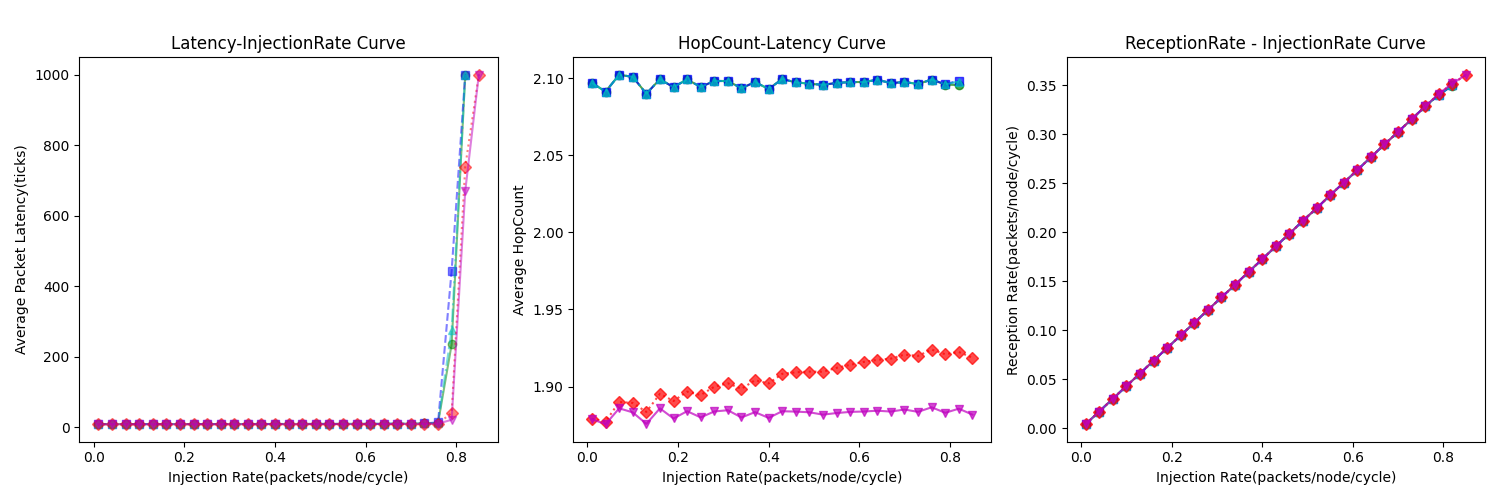 Latency-InjectionRate Curve
Average Packet Latency(ticks)
1000
800
600
400
200
0
0.0 0.2 0.4 0.6 0.8
Injection Rate(packets/node/cycle)
HopCount-Latency Curve
Average HopCount
2.10
2.05
2.00
1.95
1.90
0.0 0.2 0.4 0.6 0.8
Injection Rate(packets/node/cycle)
ReceptionRate - InjectionRate Curve
Reception Rate(packets/node/cycle)
0.35
0.30
0.25
0.20
0.15
0.10
0.05
0.00
0.0 0.2 0.4 0.6 0.8
Injection Rate(packets/node/cycle)